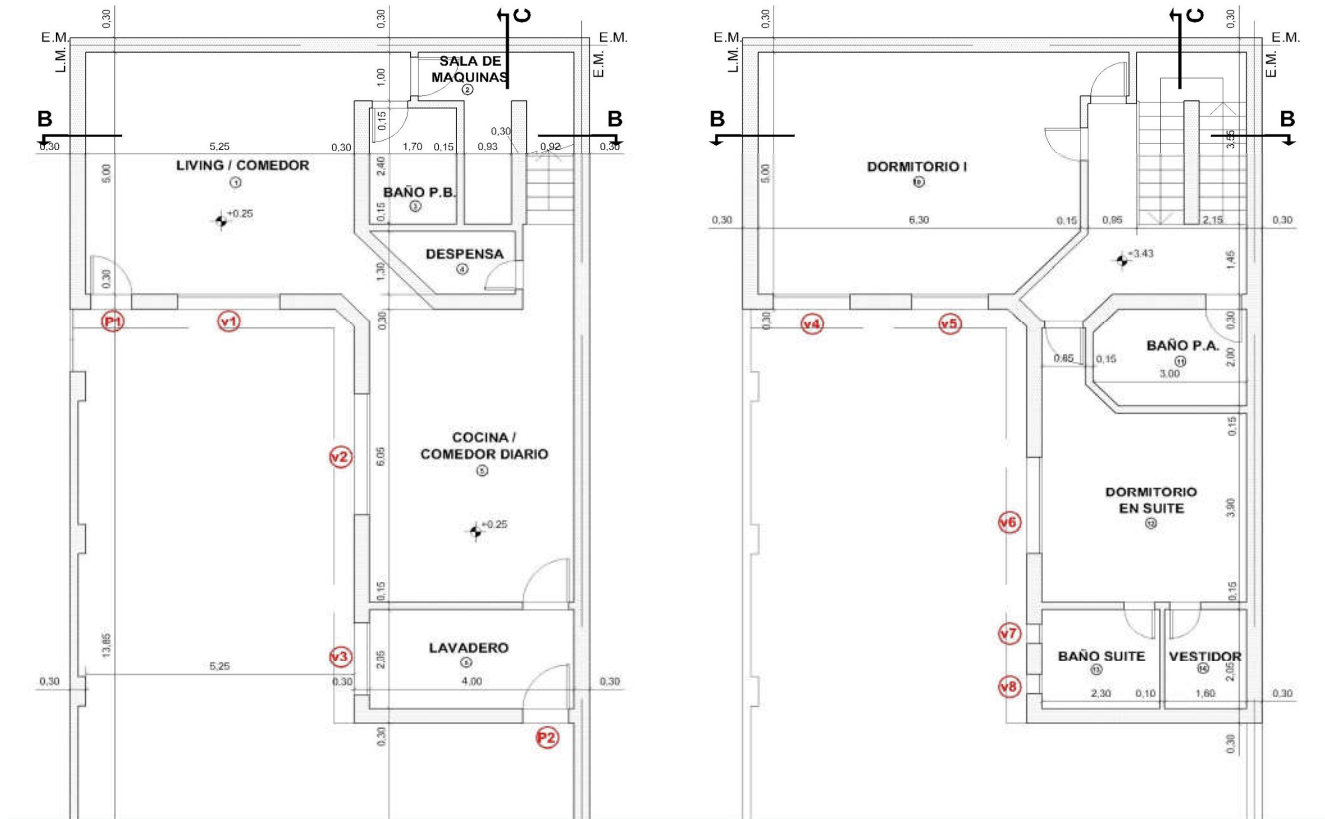 0,30
0,30
C
0,30
C
0,30
E.M.
L.M.
E.M.
E.M.
E.M.
L.M.
E.M.
E.M.
SALA DE
MAQUINAS
2
1,00
B
B
B
B
0,15
0,30
0,30
5,25
0,30
1,70
0,15
0,93
0,92
0,30
3,55
LIVING / COMEDOR
1
5,00
2,40
BAÑO P.B.
3
DORMITORIO I
10
5,00
+0.25
0,15
0,30
6,30
0,15
0,95
2,15
0,30
DESPENSA
4
1,30
+3.43
1,45
0,30
0,30
P1
v1
0,30
v4
v5
0,30
BAÑO P.A.
11
2,00
0,65
0,15
3,00
0,15
COCINA /
COMEDOR DIARIO
5
v2
6,05
+0.25
DORMITORIO
EN SUITE
12
v6
3,90
0,15
0,15
13,85
v3
LAVADERO
6
2,05
5,25
0,30
0,30
4,00
0,30
v7
BAÑO SUITE
13
VESTIDOR
14
2,05
v8
2,30
0,10
1,60
0,30
0,30
P2
0,30